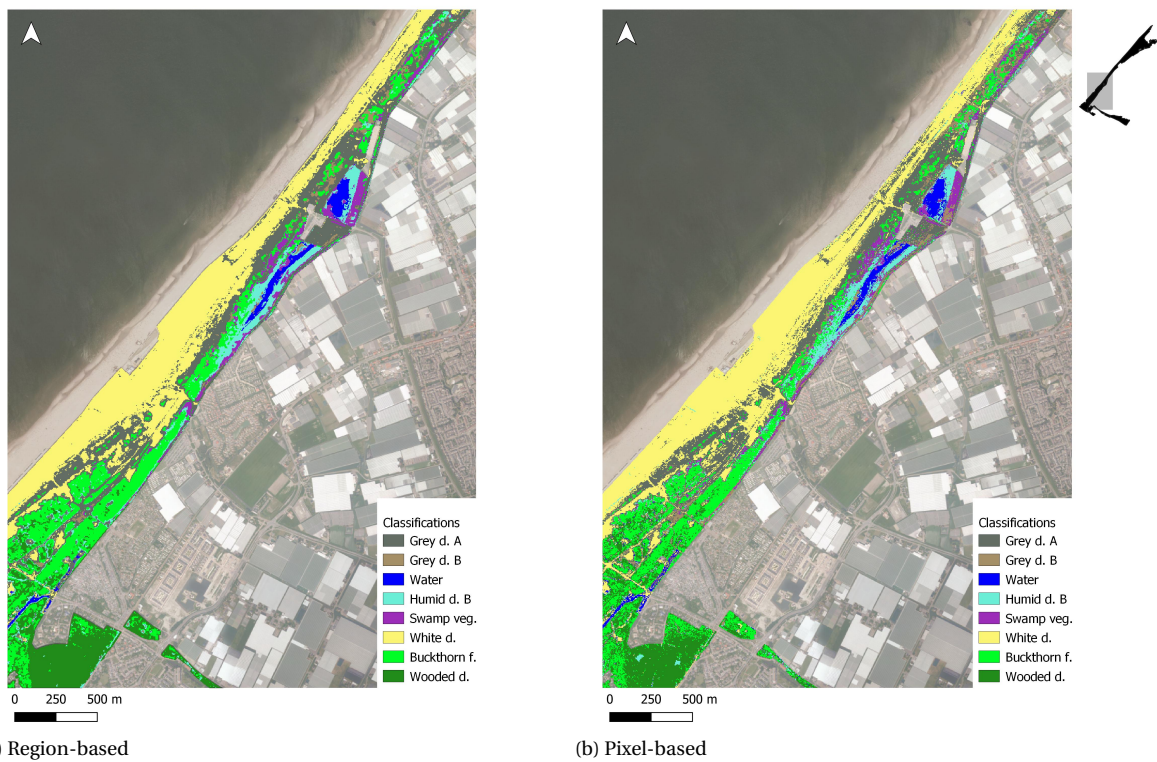 Classifications
Grey d. A
Grey d. B
Water
Humid d. B
Swamp veg.
White d.
Buckthorn f.
Wooded d.
0 250 500 m
) Region-based
Classifications
Grey d. A
Grey d. B
Water
Humid d. B
Swamp veg.
White d.
Buckthorn f.
Wooded d.
0 250 500 m
(b) Pixel-based